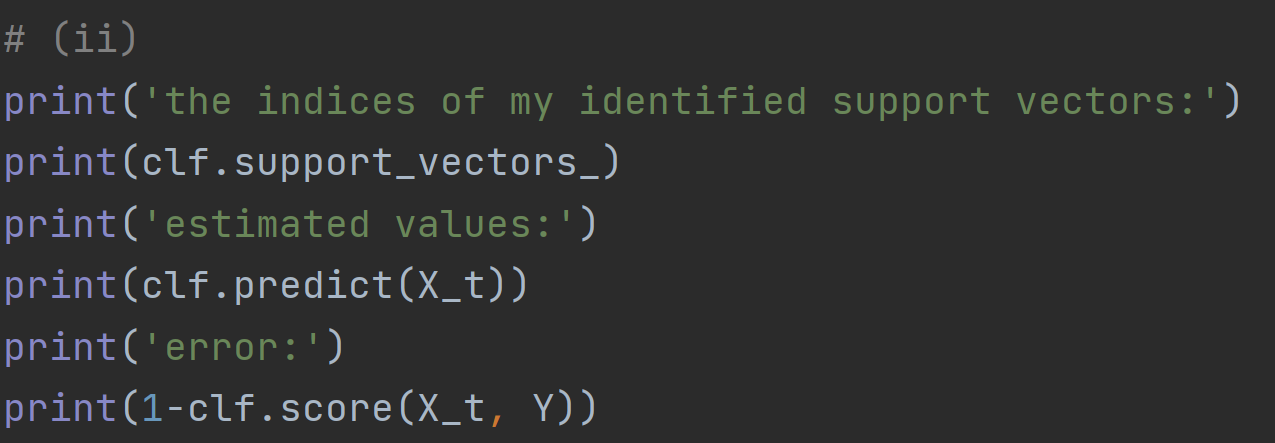 # (ii)
print('the indices of my identified support vectors:')
print(clf.support_vectors_)
print('estimated values:')
print(clf.predict(X_t))
print('error:')
print(1-clf.score(X_t, Y))